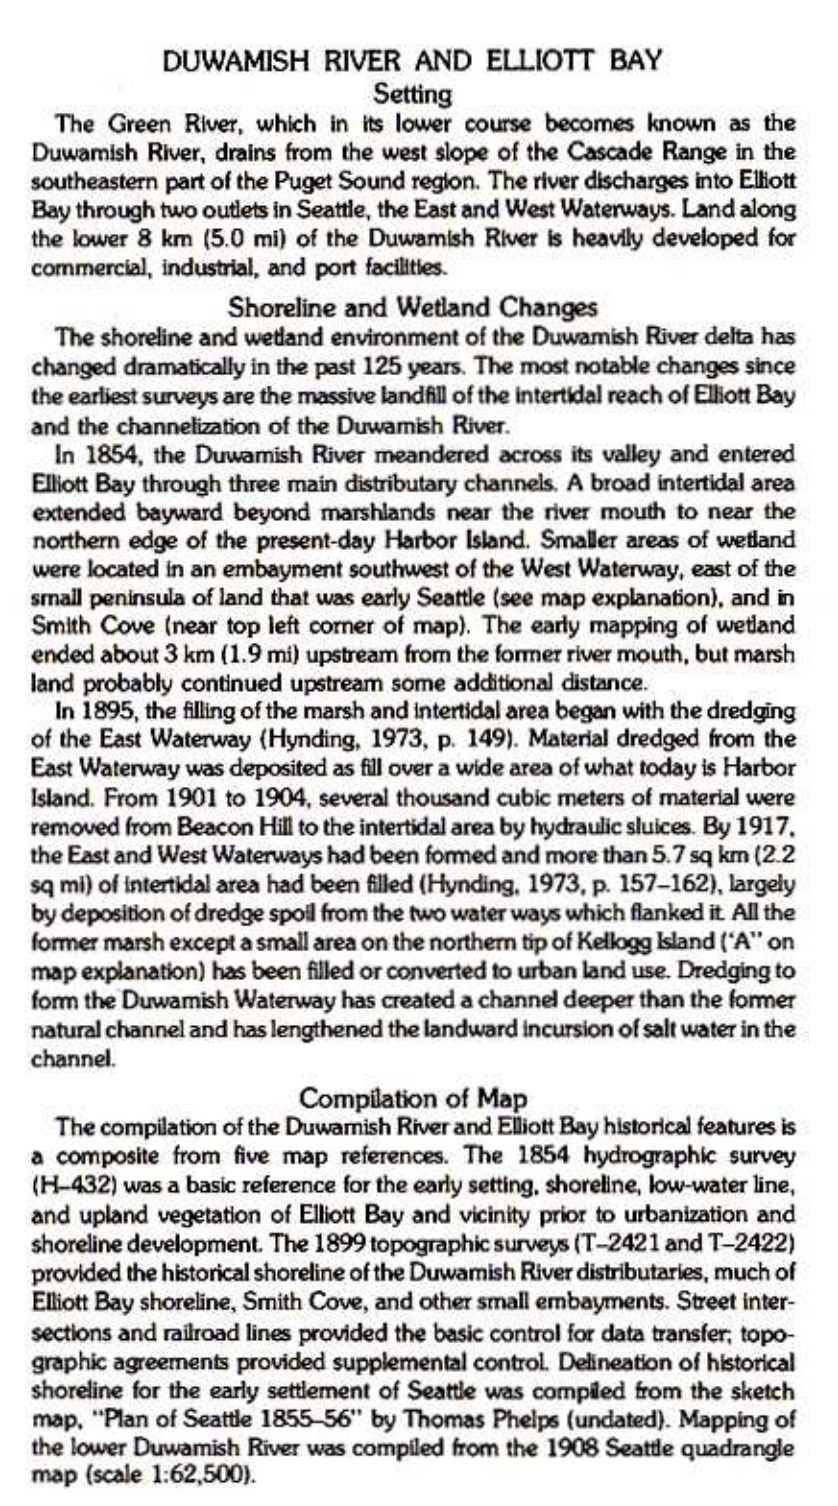 DUWAMISH RIVER AND ELLIOTT BAY
Setting
The Green River, which in its lower course becomes known as the
Duwamish River, drains from the west slope of the Cascade Range in the
southeastern part of the Puget Sound region. The river discharges into Elliott
Bay through two outlets in Seattle, the East and West Waterways. Land along
the lower 8 km (5.0 mi) of the Duwamish River is heavily developed for
commercial, industrial, and port facilities.
Shoreline and Wetland Changes
The shoreline and wetland environment of the Duwamish River delta has
changed dramatically in the past 125 years. The most notable changes since
the earliest surveys are the massive landfill of the intertidal reach of Elliott Bay
and the channelization of the Duwamish River.
In 1854, the Duwamish River meandered across its valley and entered
Elliott Bay through three main distributary channels. A broad intertidal area
extended bayward beyond marshlands near the river mouth to near the
northern edge of the present-day Harbor Island. Smaller areas of wetland
were located in an embayment southwest of the West Waterway, east of the
small peninsula of land that was early Seattle (see map explanation), and in
Smith Cove (near top left corner of map). The early mapping of wetland
ended about 3 km (1.9 mi) upstream from the former river mouth, but marsh
land probably continued upstream some additional distance.
In 1895, the filling of the marsh and intertidal area began with the dredging
of the East Waterway (Hynding, 1973, p. 149). Material dredged from the
East Waterway was deposited as fill over a wide area of what today is Harbor
Island. From 1901 to 1904, several thousand cubic meters of material were
removed from Beacon Hill to the intertidal area by hydraulic sluices. By 1917,
the East and West Waterways had been formed and more than 5.7 sq km (2.2
sq mi) of intertidal area had been filled (Hynding, 1973, p. 157–162), largely
by deposition of dredge spoil from the two water ways which flanked it. All the
former marsh except a small area on the northern tip of Kellogg Island (‘A” on
map explanation) has been filled or converted to urban land use. Dredging to
form the Duwamish Waterway has created a channel deeper than the former
natural channel and has lengthened the landward incursion of salt water in the
channel.
Compilation of Map
The compilation of the Duwamish River and Elliott Bay historical features is
a composite from five map references. The 1854 hydrographic survey
(H–432) was a basic reference for the early setting, shoreline, low-water line,
and upland vegetation of Elliott Bay and vicinity prior to urbanization and
shoreline development. The 1899 topographic surveys (T–2421 and T–2422)
provided the historical shoreline of the Duwamish River distributaries, much of
Elliott Bay shoreline, Smith Cove, and other small embayments. Street inter-
sections and railroad lines provided the basic control for data transfer; topo-
graphic agreements provided supplemental control. Delineation of historical
shoreline for the early settlement of Seattle was compiled from the sketch
map, “Plan of Seattle 1855–56” by Thomas Phelps (undated). Mapping of
the lower Duwamish River was compiled from the 1908 Seattle quadrangle
map (scale 1:62,500).